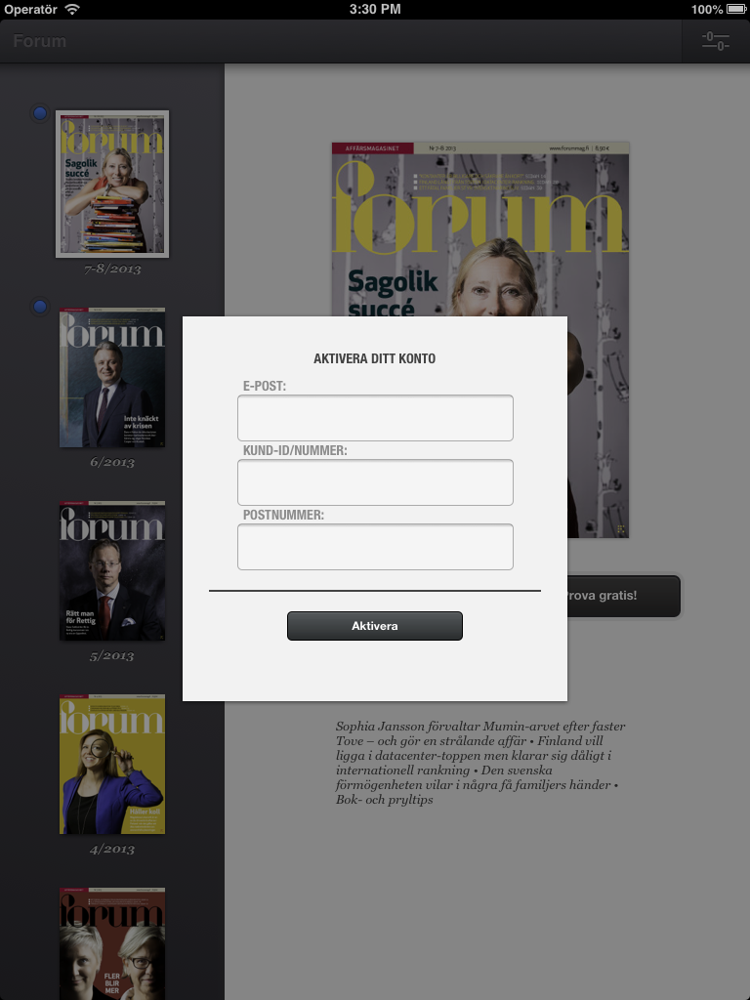 Operatör
3:30 PM
100%
Forum
forum
Sagolik
succé
7-8/2013
forum
Inte knäckt
av krisen
6/2013
forum
Rätt man
för Rettig
5/2013
forum
Håller koll
4/2013
forum
FLER
BLIR
MER
AFFÄRSMAGASINET
Nr 7-8 2013
www.forummag.fi | 8,90 €
forum
Sagolik
succé
AKTIVERA DITT KONTO
E-POST:
KUND-ID/NUMMER:
POSTNUMMER:
Aktivera
Prova gratis!
Sophia Jansson förvaltar Mumin-arvet efter faster
Tove – och gör en strålande affär • Finland vill
ligga i datacenter-toppen men klarar sig dåligt i
internationell rankning • Den svenska
förmögenheten vilar i några få familjers händer •
Bok- och pryltips